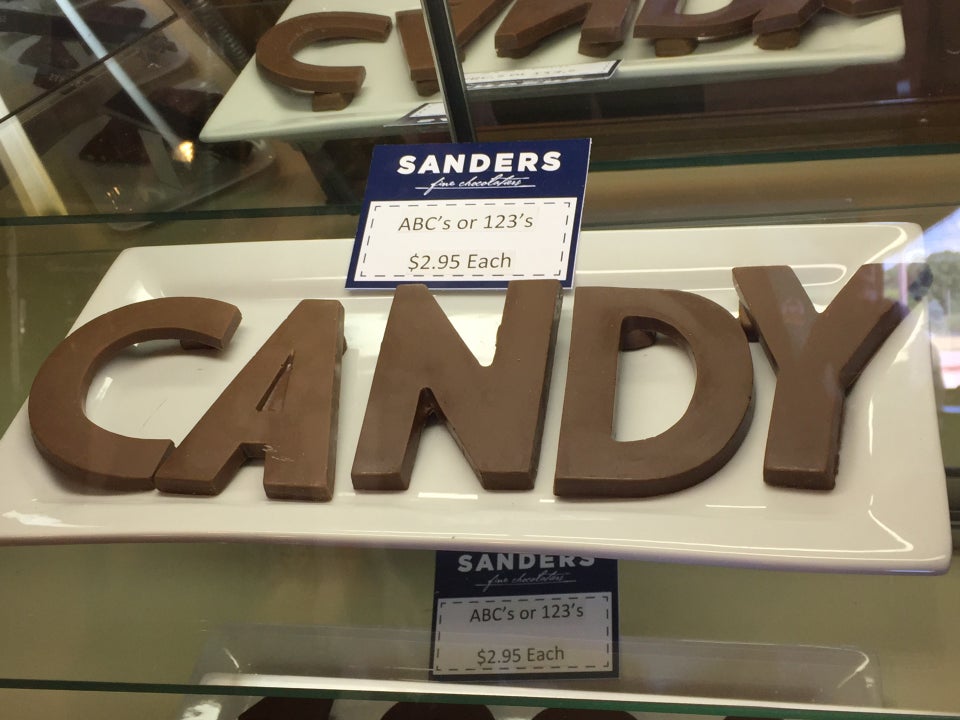 SANDERS
fine chocolatiers
ABC's or 123's
$2.95 Each
CANDY
SANDERS
fine chocolatiers
ABC's or 123's
$2.95 Each